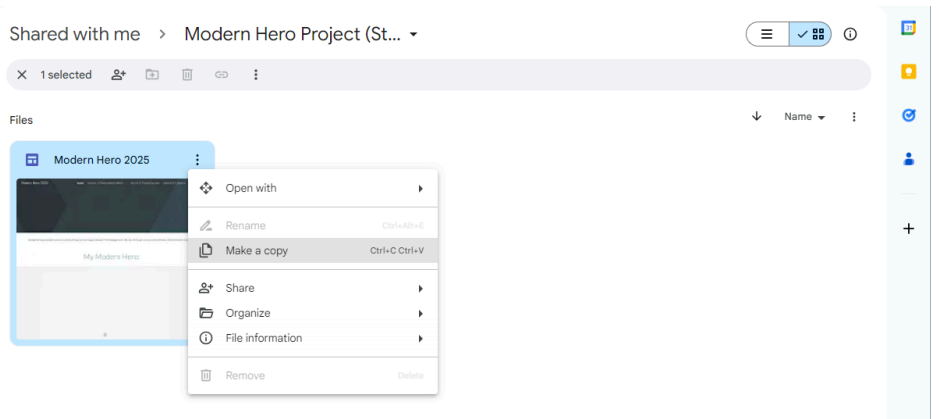 Shared with me > Modern Hero Project (St...
1 selected
Files
Name
Modern Hero 2025
My Modern Hero
Open with
Rename Ctrl+Alt+E
Make a copy Ctrl+C Ctrl+V
Share
Organize
File information
Remove Delete
31